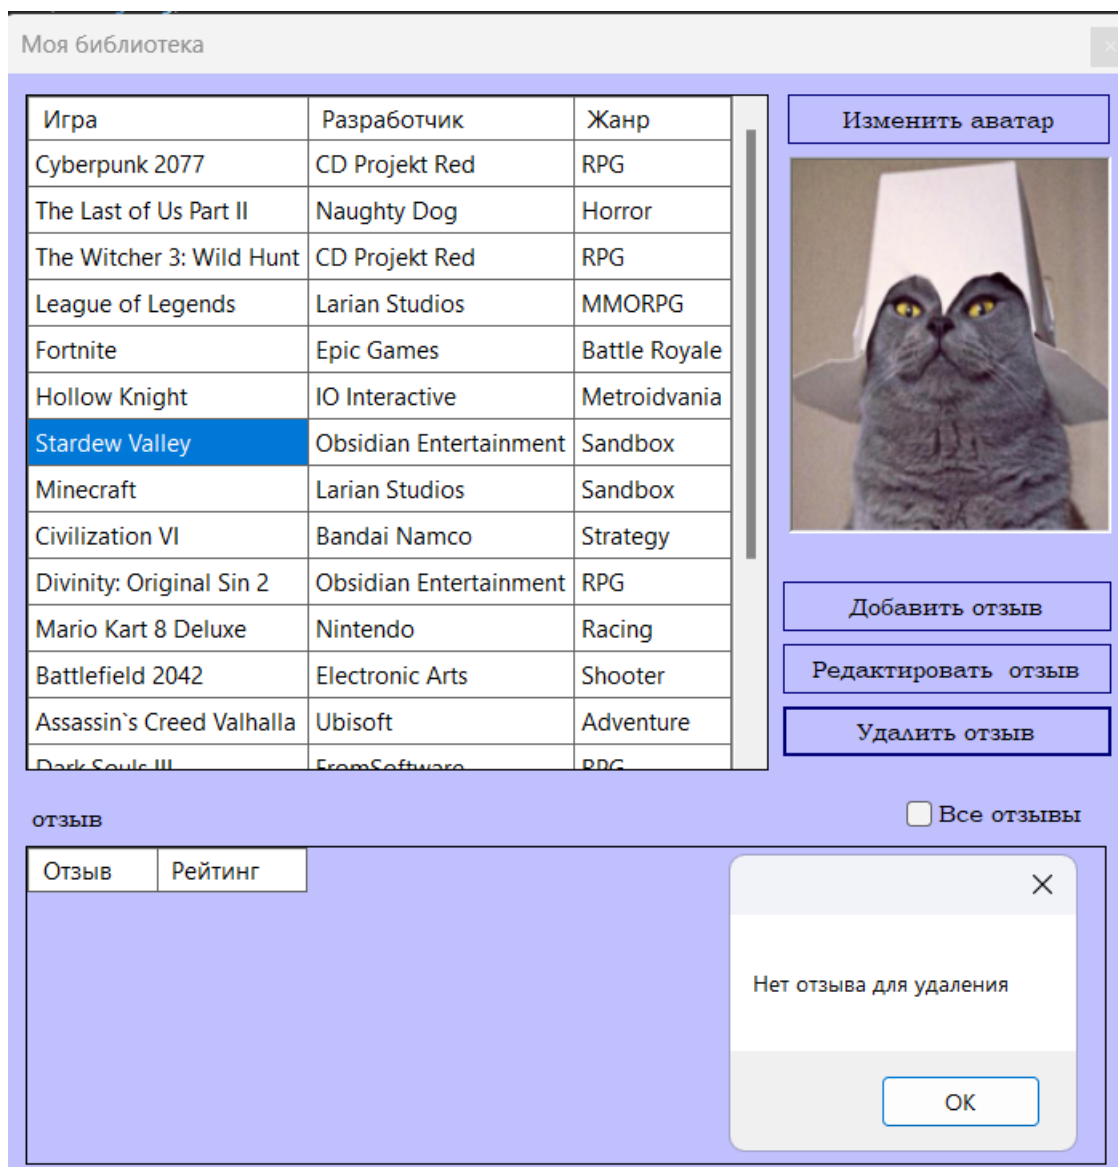 Моя библиотека
Игра Разработчик Жанр
Cyberpunk 2077 CD Projekt Red RPG
The Last of Us Part II Naughty Dog Horror
The Witcher 3: Wild Hunt CD Projekt Red RPG
League of Legends Larian Studios MMORPG
Fortnite Epic Games Battle Royale
Hollow Knight IO Interactive Metroidvania
Stardew Valley Obsidian Entertainment Sandbox
Minecraft Larian Studios Sandbox
Civilization VI Bandai Namco Strategy
Divinity: Original Sin 2 Obsidian Entertainment RPG
Mario Kart 8 Deluxe Nintendo Racing
Battlefield 2042 Electronic Arts Shooter
Assassin`s Creed Valhalla Ubisoft Adventure
Dark Souls III FromSoftware RPG
Изменить аватар
Добавить отзыв
Редактировать отзыв
Удалить отзыв
отзыв
Все отзывы
Отзыв Рейтинг
Нет отзыва для удаления
OK